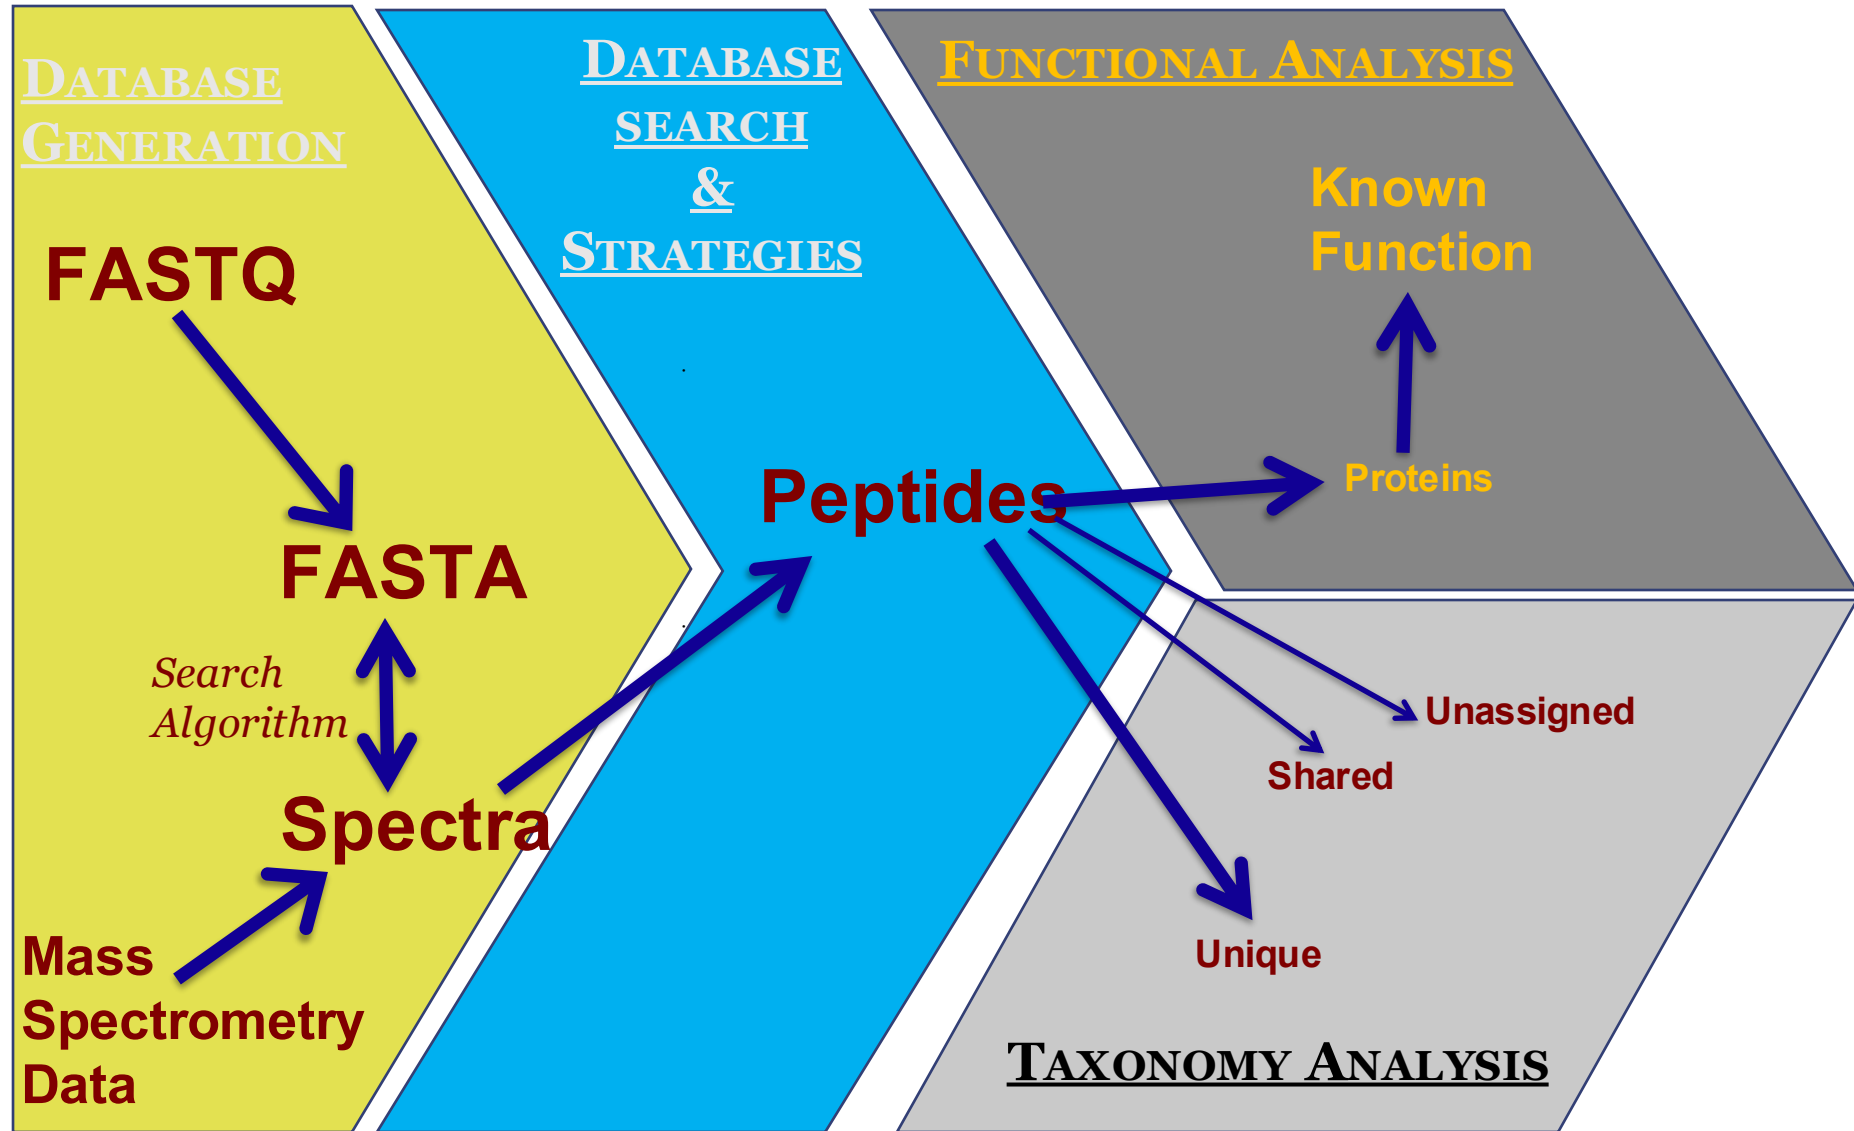 DATABASE
GENERATION
FASTQ
FASTA
Search
Algorithm
Spectra
Mass
Spectrometry
Data
DATABASE
SEARCH
&
STRATEGIES
Peptides
FUNCTIONAL ANALYSIS
Known
Function
Proteins
Unassigned
Shared
Unique
TAXONOMY ANALYSIS